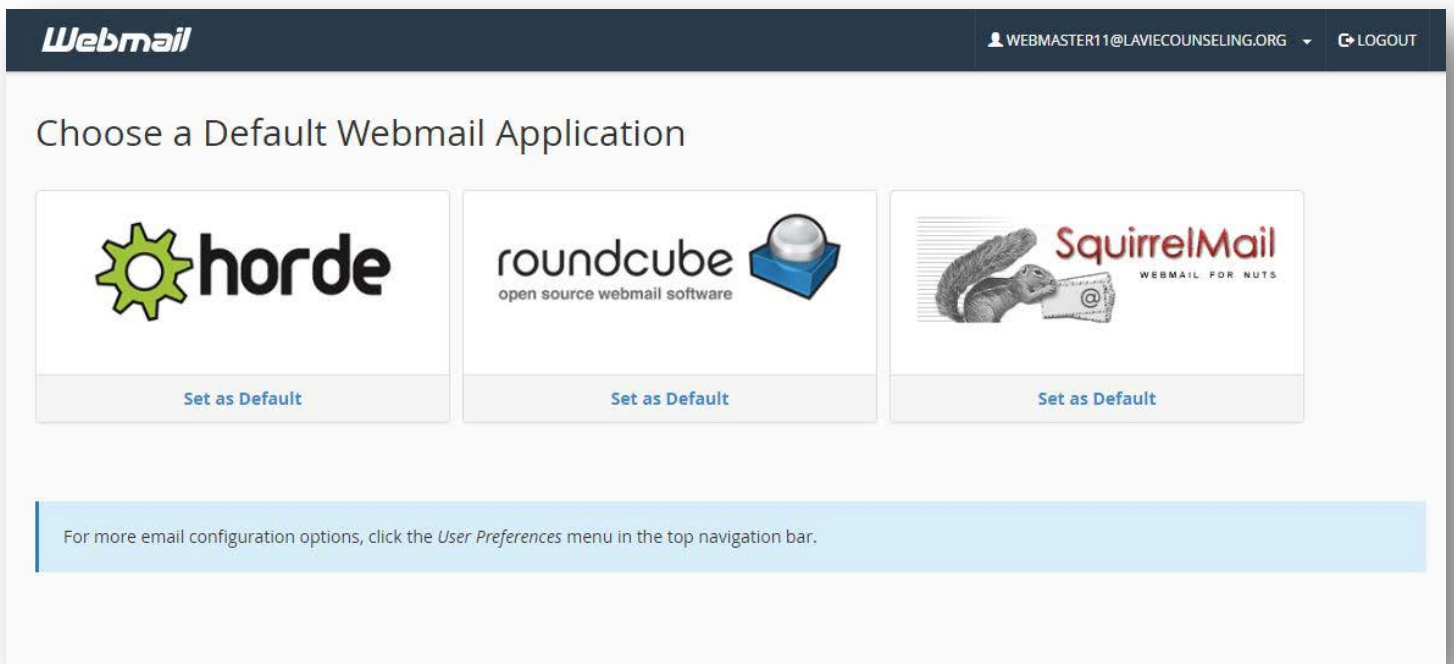 Webmail
WEBMASTER11@LAVIECOUNSELING.ORG LOGOUT
Choose a Default Webmail Application
horde
roundcube
open source webmail software
SquirrelMail
WEBMAIL FOR NUTS
@
Set as Default
Set as Default
Set as Default
For more email configuration options, click the User Preferences menu in the top navigation bar.